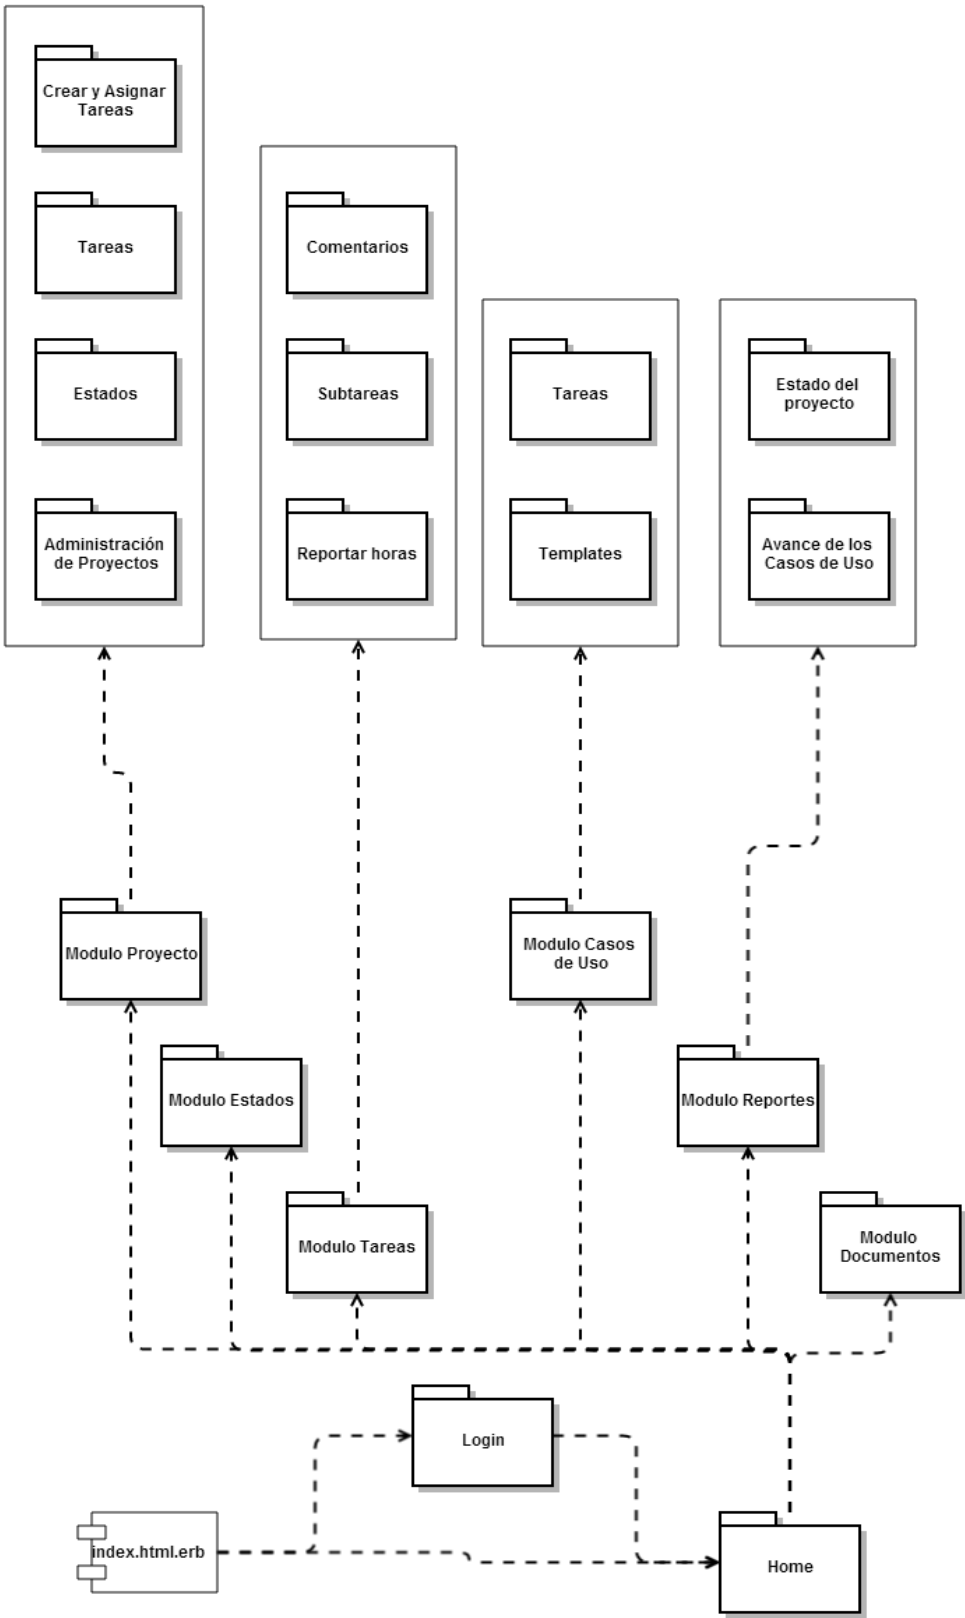 Crear y Asignar
Tareas
Tareas
Estados
Administración
de Proyectos
Comentarios
Subtareas
Reportar horas
Tareas
Templates
Estado del
proyecto
Avance de los
Casos de Uso
Modulo Proyecto
Modulo Casos
de Uso
Modulo Estados
Modulo Reportes
Modulo Tareas
Modulo
Documentos
Login
index.html.erb
Home